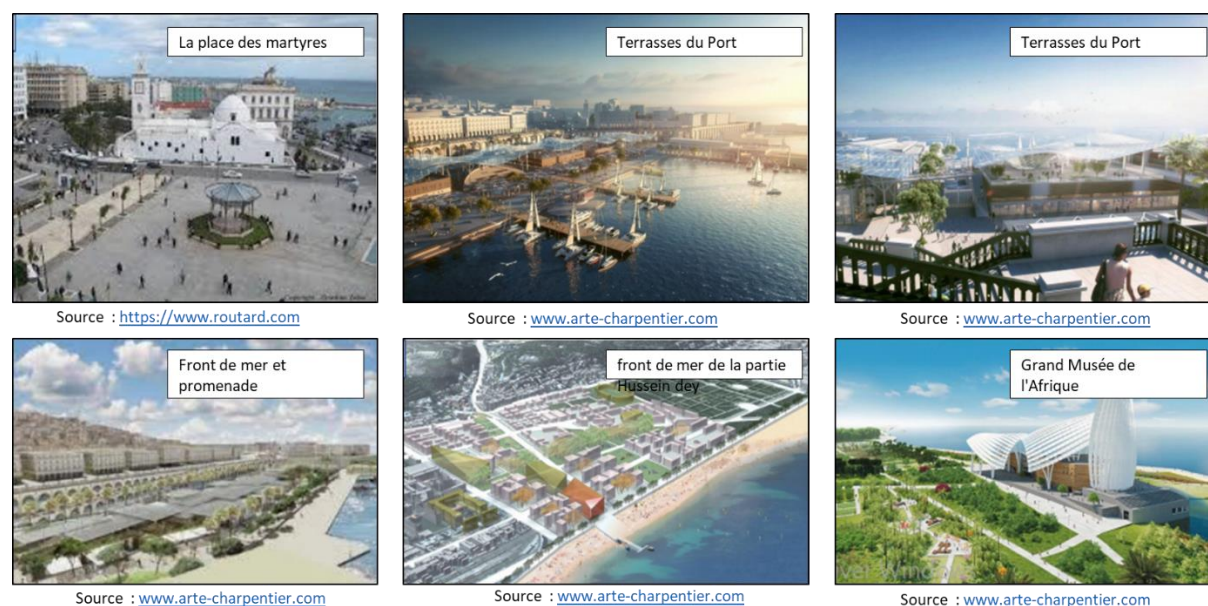 La place des martyres
Terrasses du Port
Terrasses du Port
Source : https://www.routard.com
Source : www.arte-charpentier.com
Source : www.arte-charpentier.com
Front de mer et
promenade
front de mer de la partie
Hussein dey
Grand Musée de
l'Afrique
Source : www.arte-charpentier.com
Source : www.arte-charpentier.com
Source : www.arte-charpentier.com